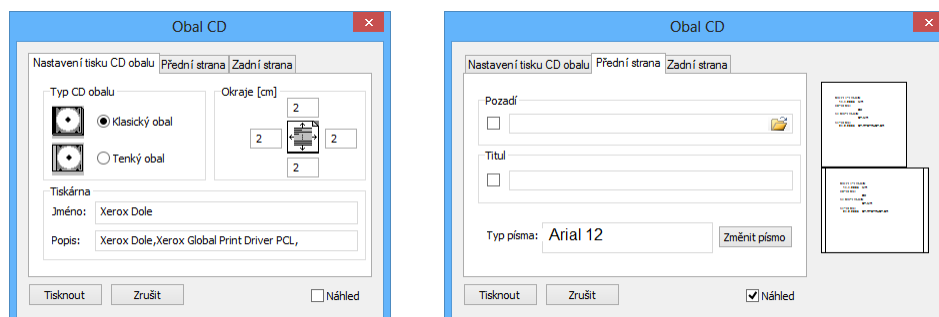 Obal CD
Nastavení tisku CD obalu Přední strana Zadní strana
Typ CD obalu
Okraje [cm]
2
Klasický obal
2 2
Tenký obal
2
Tiskárna
Jméno: Xerox Dole
Popis: Xerox Dole,Xerox Global Print Driver PCL,
Tisknout Zrušit Náhled
Obal CD
Nastavení tisku CD obalu Přední strana Zadní strana
Pozadí
Titul
Typ písma: Arial 12 Změnit písmo
Tisknout Zrušit Náhled